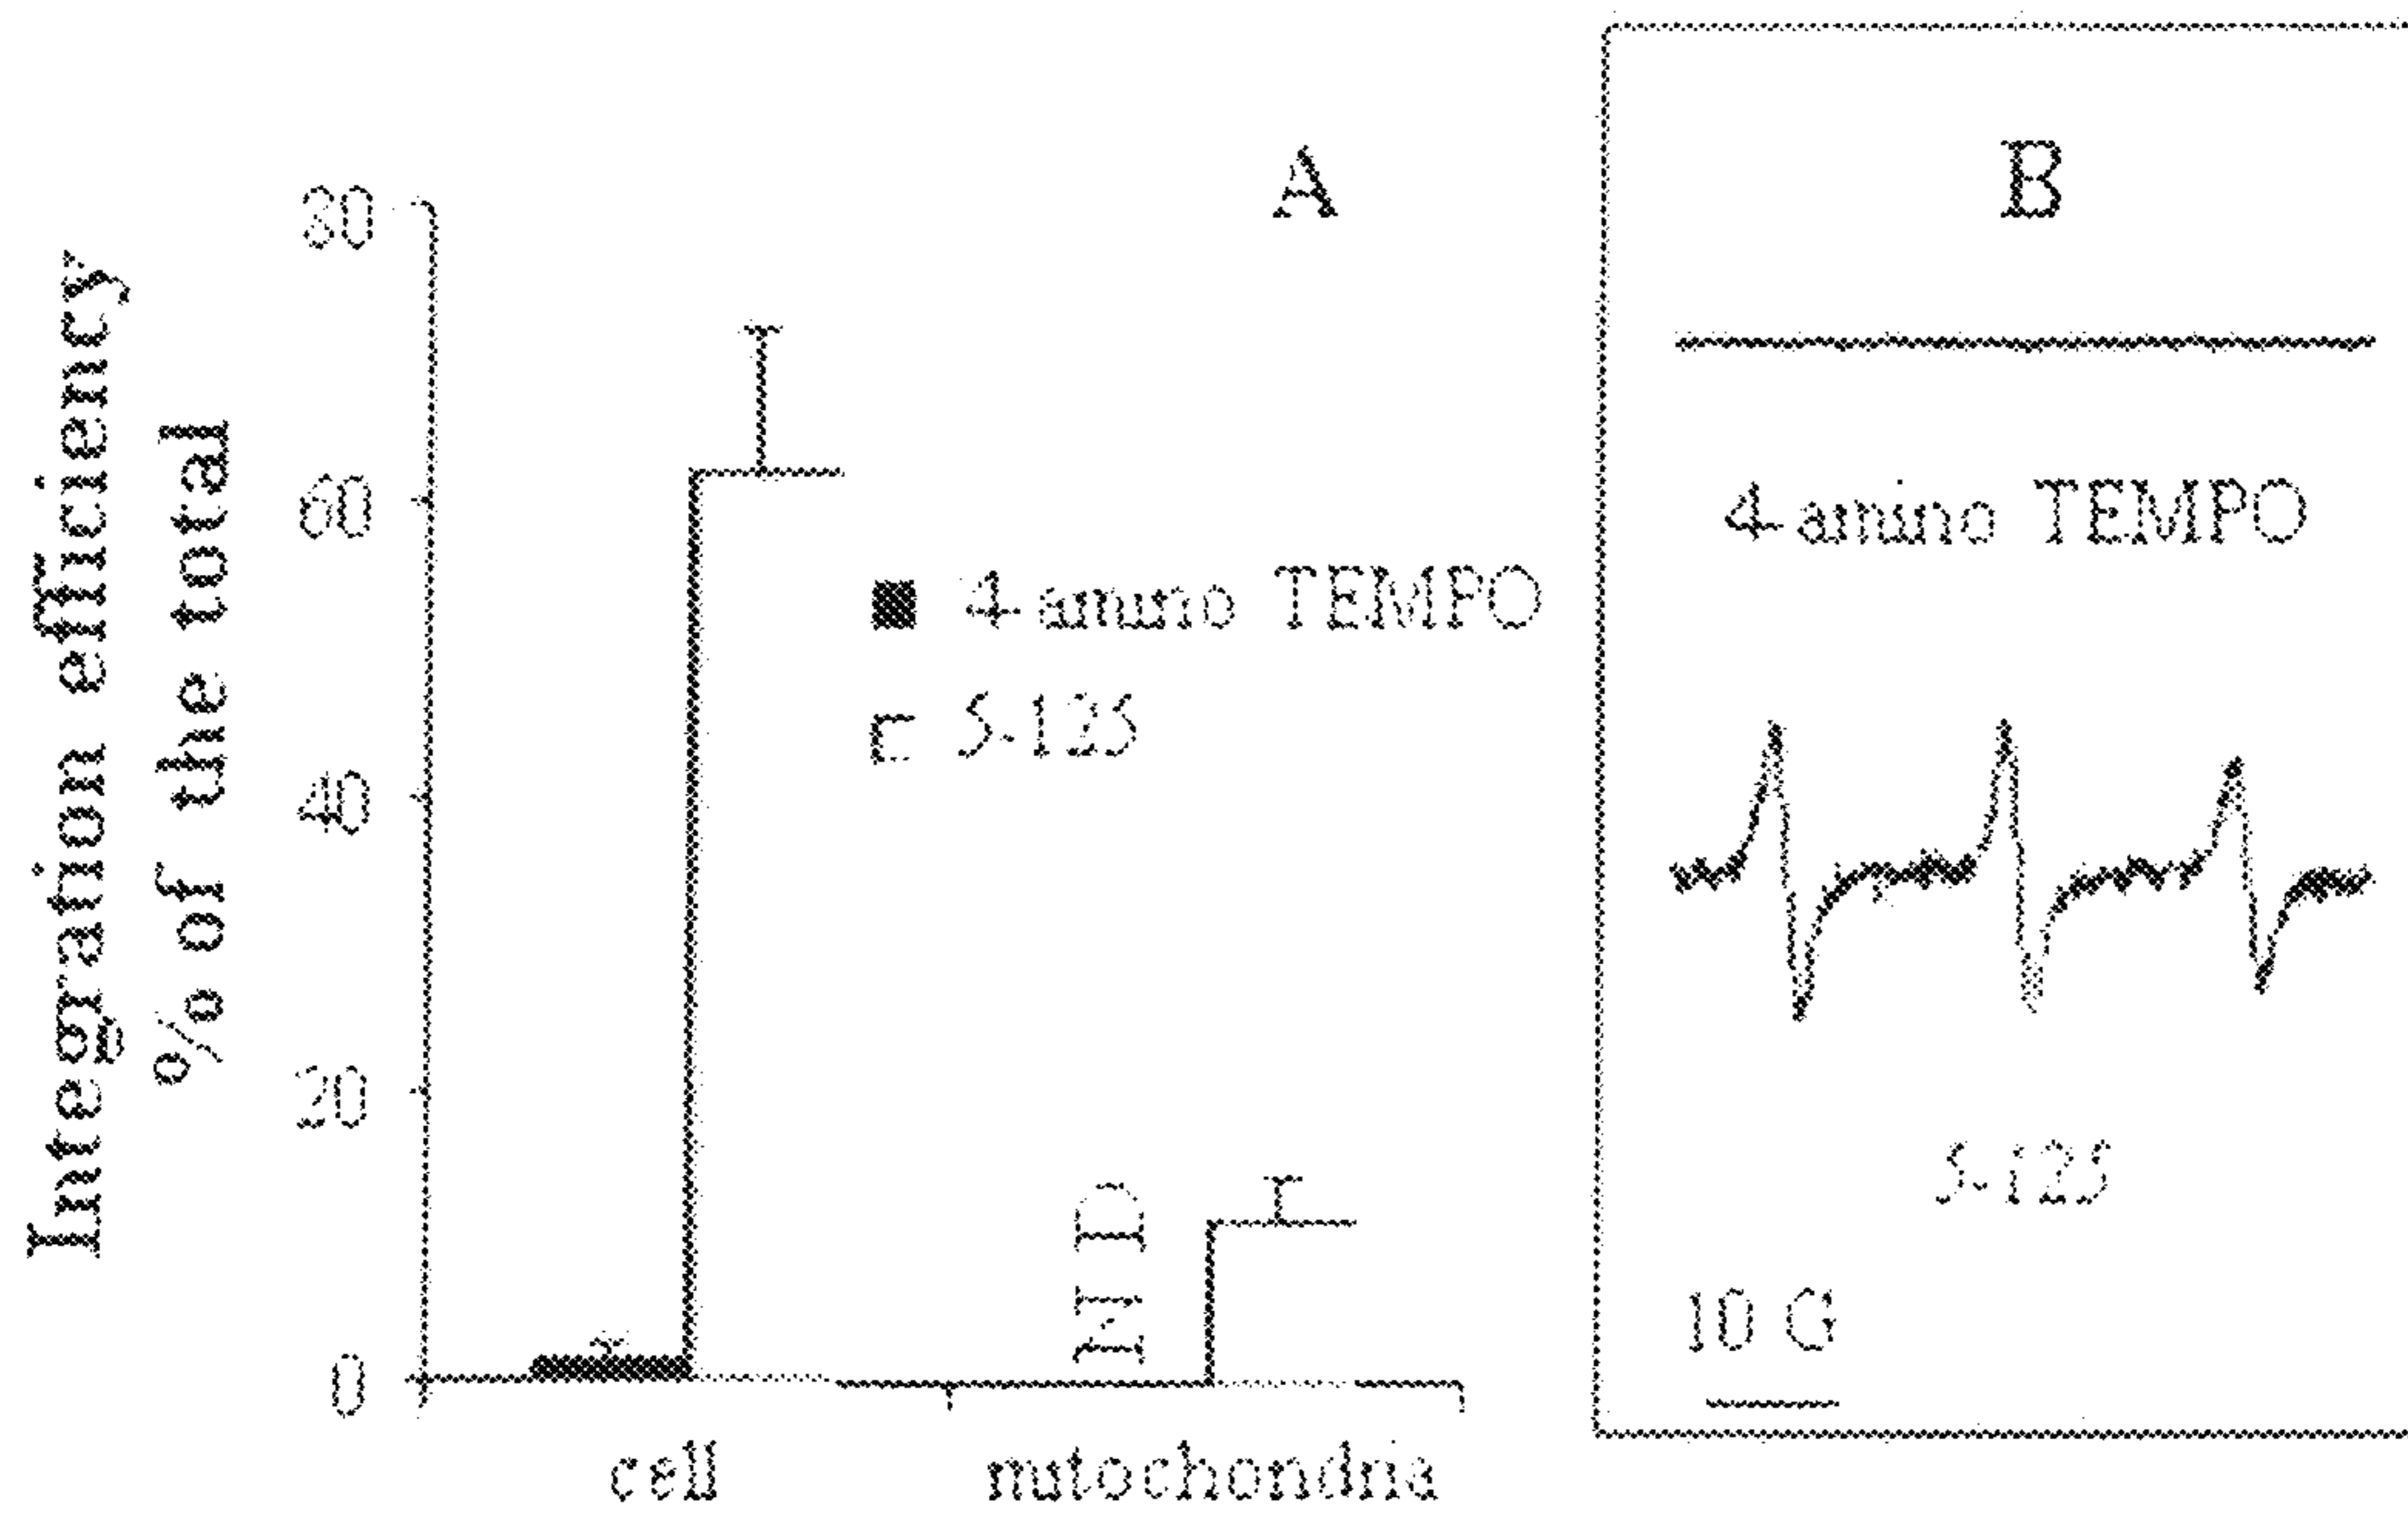 Integration efficiency
% of the total
A
80
60
40
20
0
4-amino TEMPO
5-125
N D
cell
mitochondria
B
4-amino TEMPO
5-125
10 G